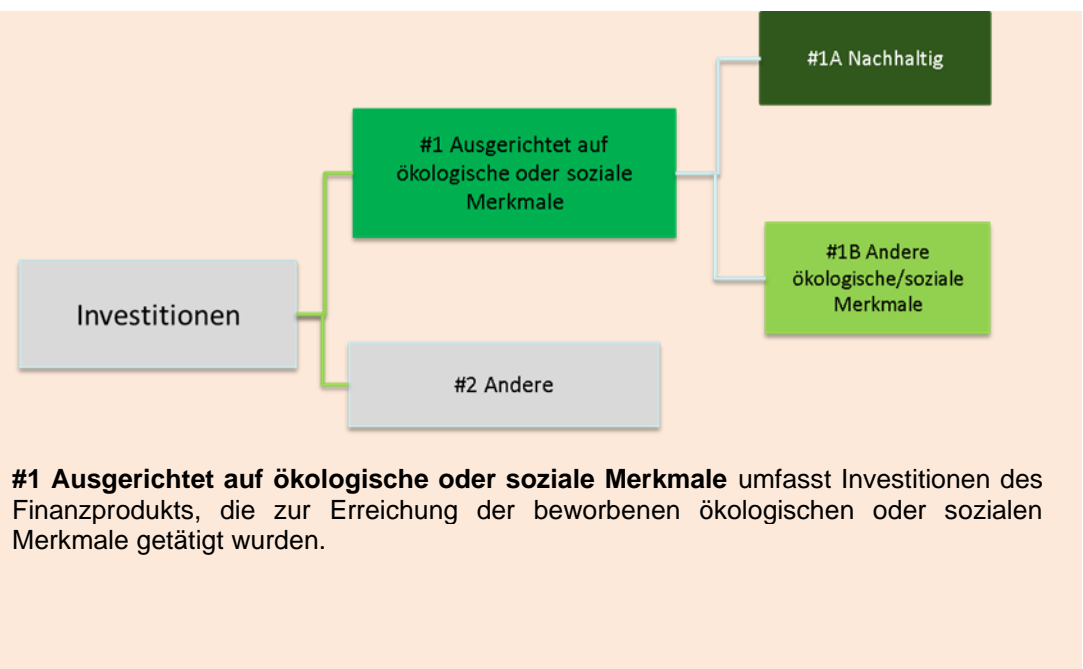 #1A Nachhaltig
#1 Ausgerichtet auf
ökologische oder soziale
Merkmale
#1B Andere
ökologische/soziale
Merkmale
Investitionen
#2 Andere
#1 Ausgerichtet auf ökologische oder soziale Merkmale umfasst Investitionen des
Finanzprodukts, die zur Erreichung der beworbenen ökologischen oder sozialen
Merkmale getätigt wurden.